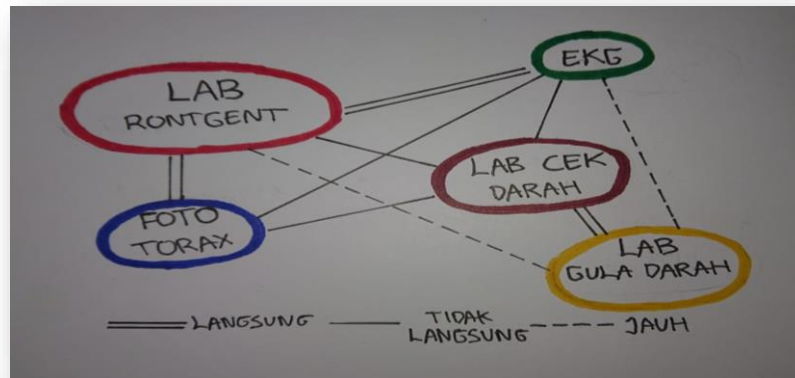 EKG
LAB
RONTGENT
LAB CEK
DARAH
FOTO
TORAX
LAB
GULA DARAH
LANGSUNG
TIDAK
LANGSUNG
JAUH